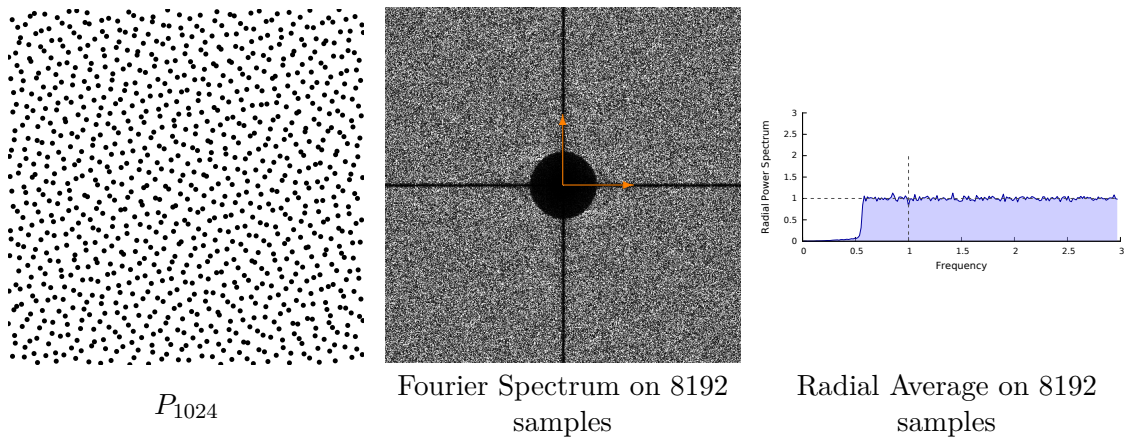 3
2.5
2
1.5
1
0.5
0
0 0.5 1 1.5 2 2.5 3
Radial Power Spectrum
Frequency
P1024
Fourier Spectrum on 8192
samples
Radial Average on 8192
samples